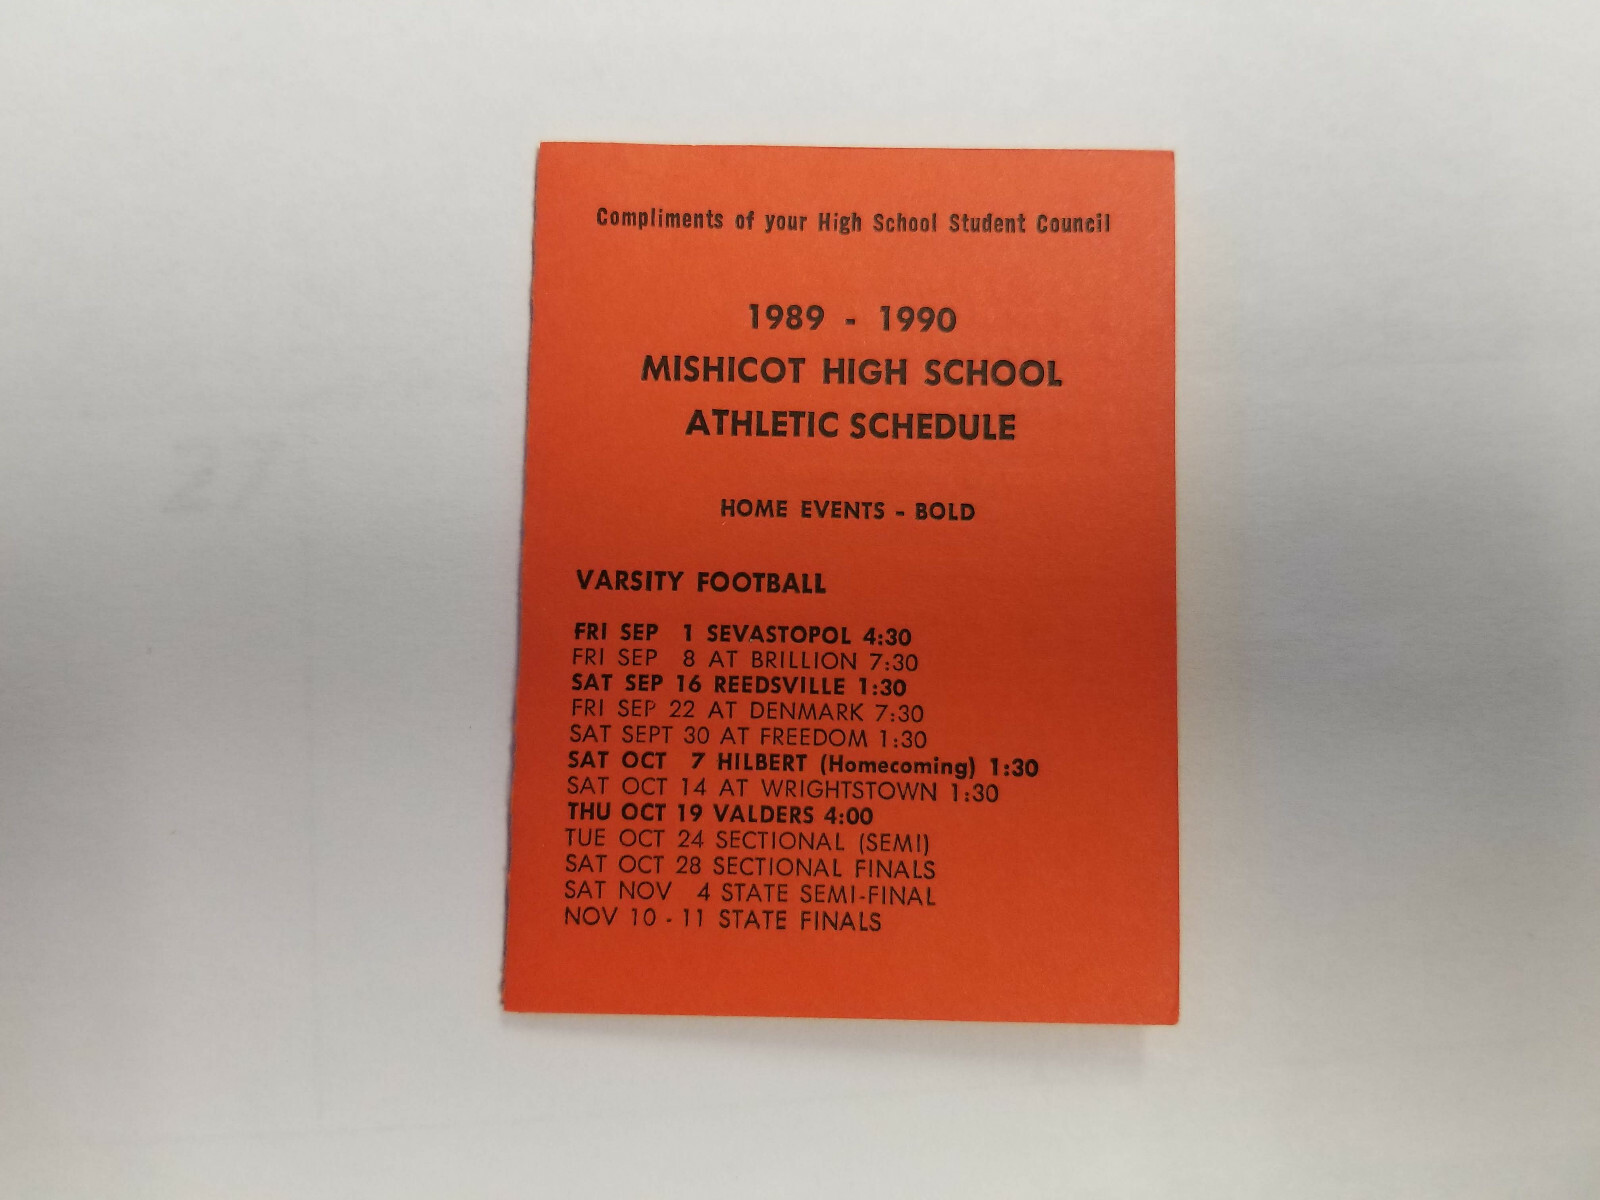 Compliments of your High School Student Council
1989 - 1990
MISHICOT HIGH SCHOOL
ATHLETIC SCHEDULE
HOME EVENTS - BOLD
VARSITY FOOTBALL
FRI SEP 1 SEVASTOPOL 4:30
FRI SEP 8 AT BRILLION 7:30
SAT SEP 16 REEDSVILLE 1:30
FRI SEP 22 AT DENMARK 7:30
SAT SEPT 30 AT FREEDOM 1:30
SAT OCT 7 HILBERT (Homecoming) 1:30
SAT OCT 14 AT WRIGHTSTOWN 1:30
THU OCT 19 VALDERS 4:00
TUE OCT 24 SECTIONAL (SEMI)
SAT OCT 28 SECTIONAL FINALS
SAT NOV 4 STATE SEMI-FINAL
NOV 10 - 11 STATE FINALS